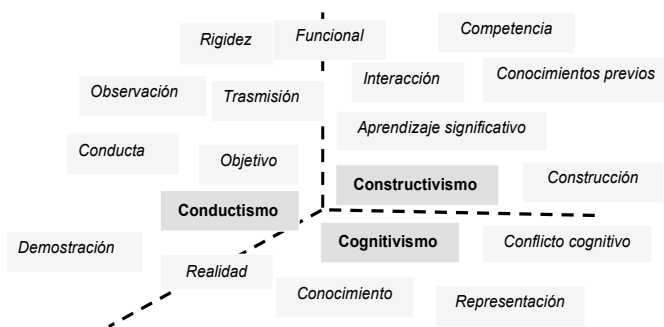 Rigidez
Funcional
Competencia
Observación
Trasmisión
Interacción
Conocimientos previos
Aprendizaje significativo
Conducta
Objetivo
Constructivismo
Construcción
Conductismo
Cognitivismo
Conflicto cognitivo
Demostración
Realidad
Conocimiento
Representación